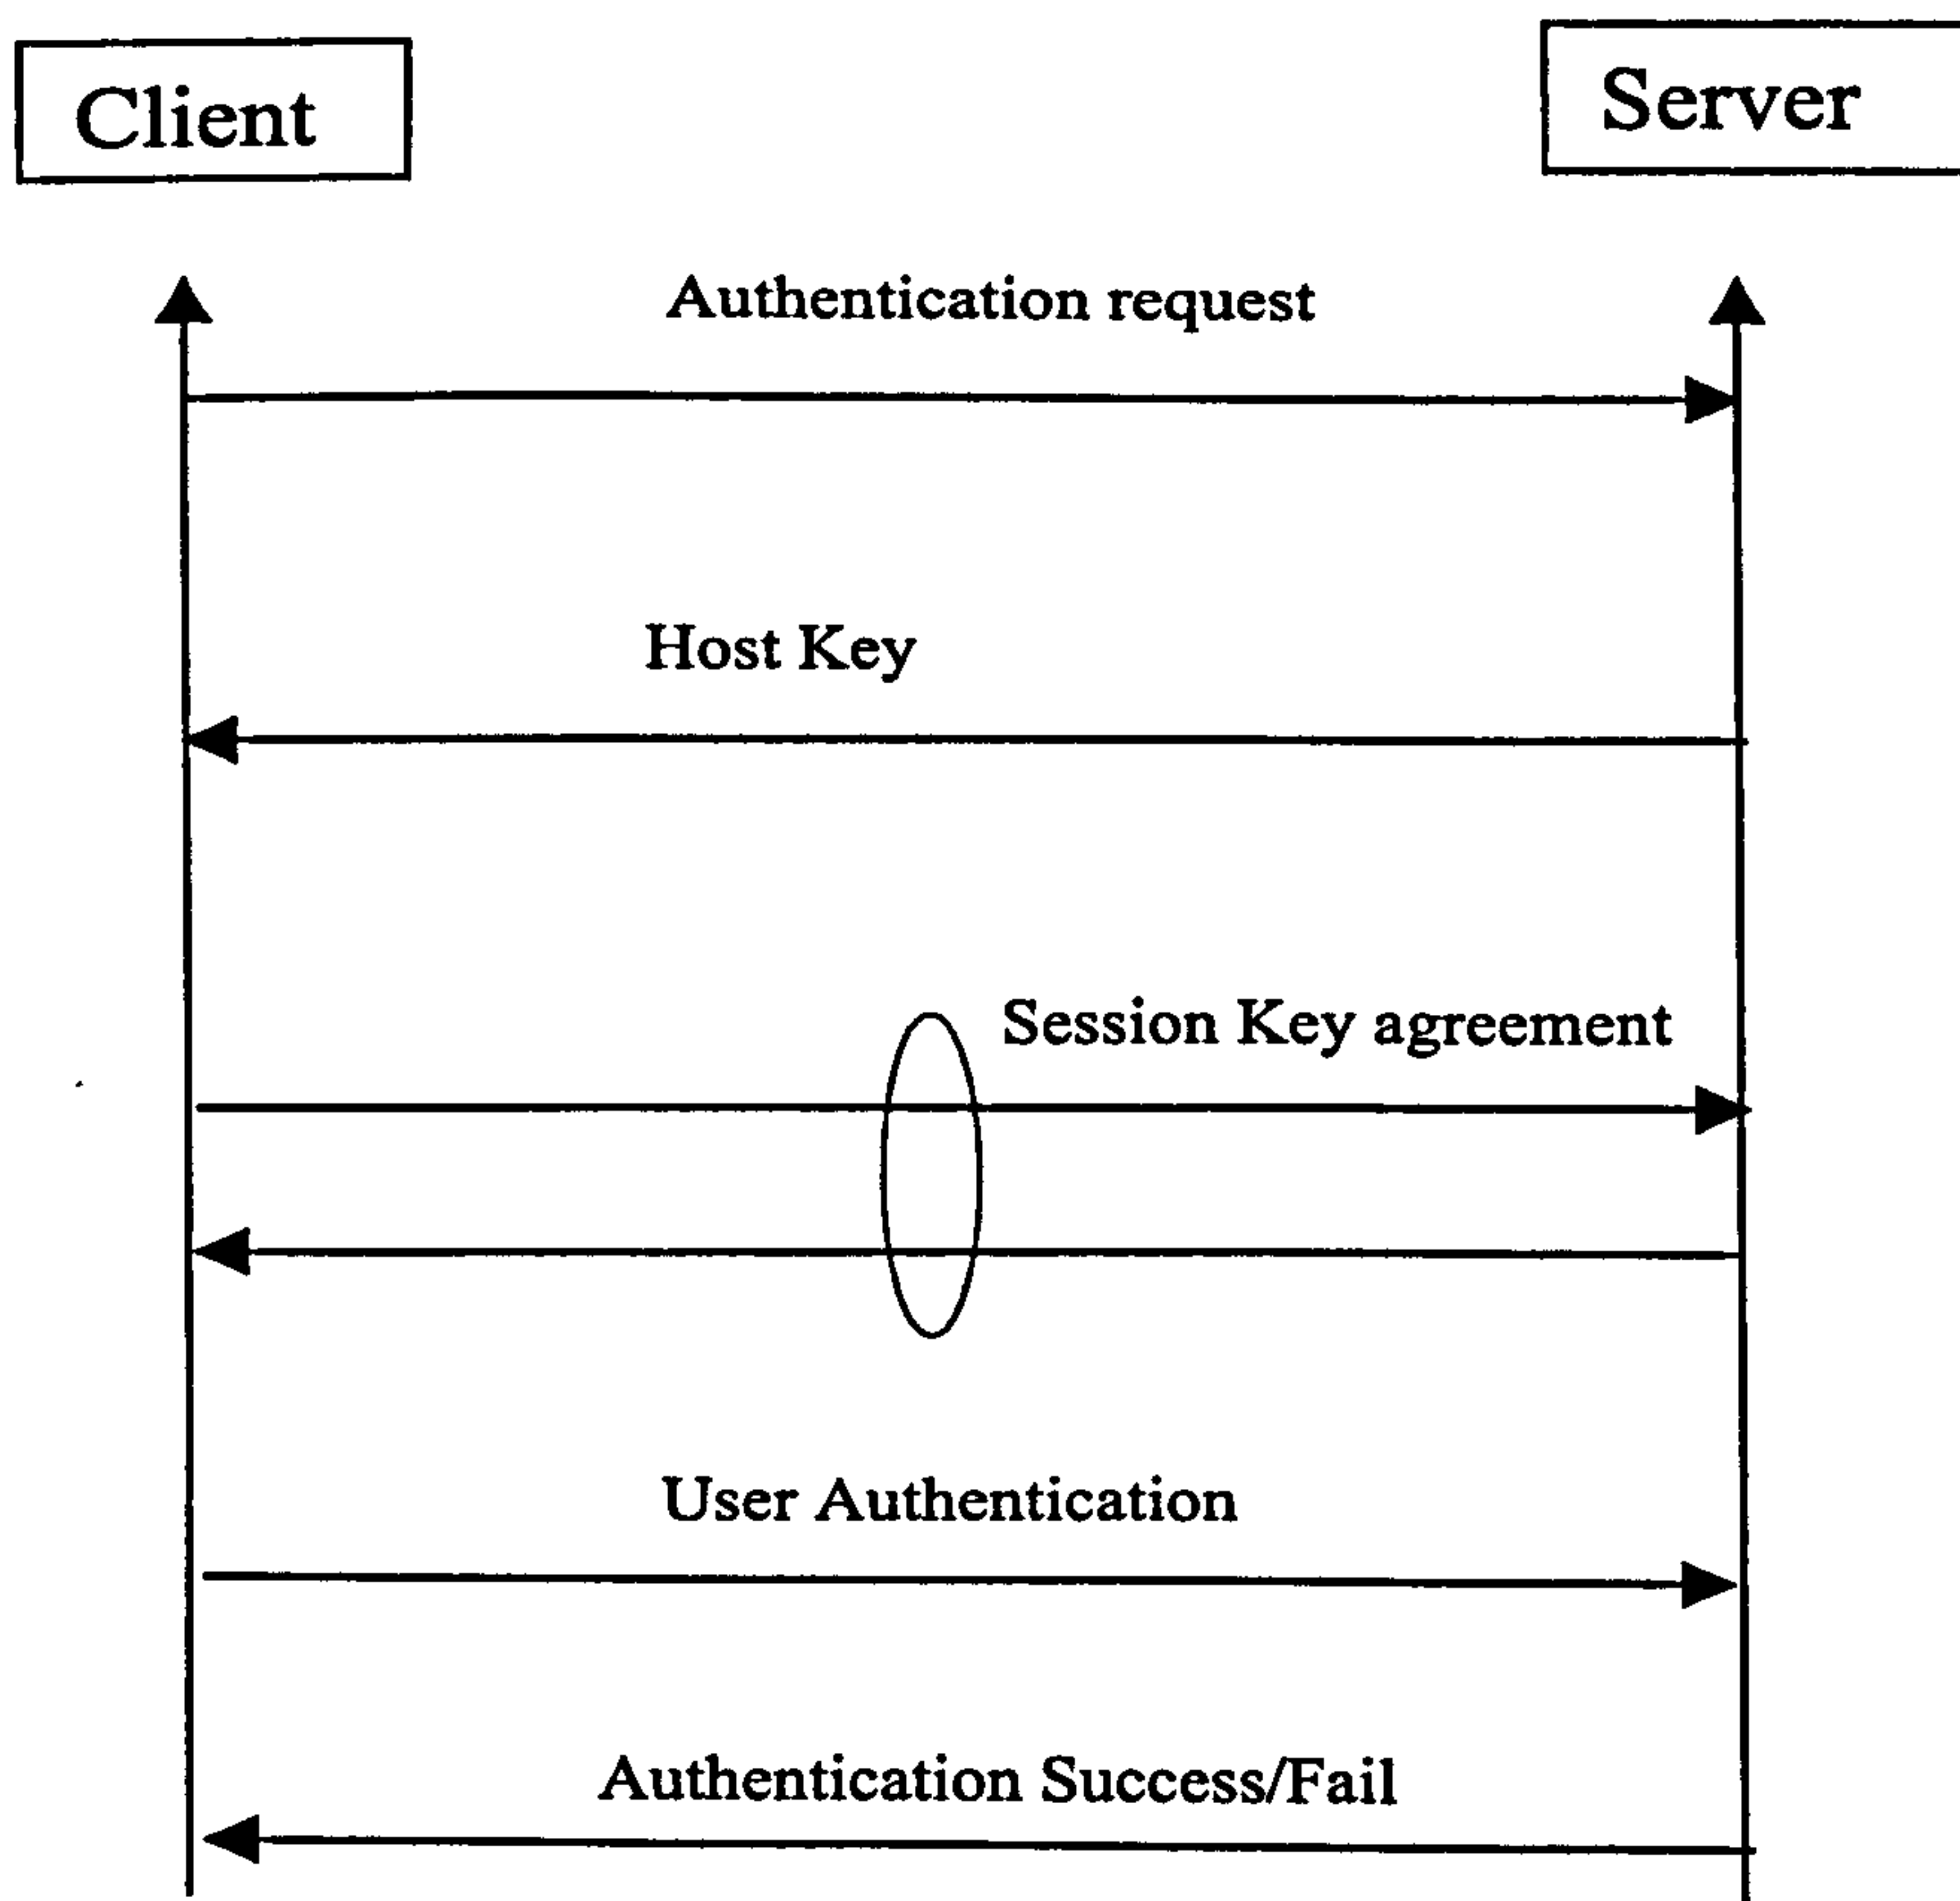 Client
Server
Authentication request
Host Key
Session Key agreement
User Authentication
Authentication Success/Fail